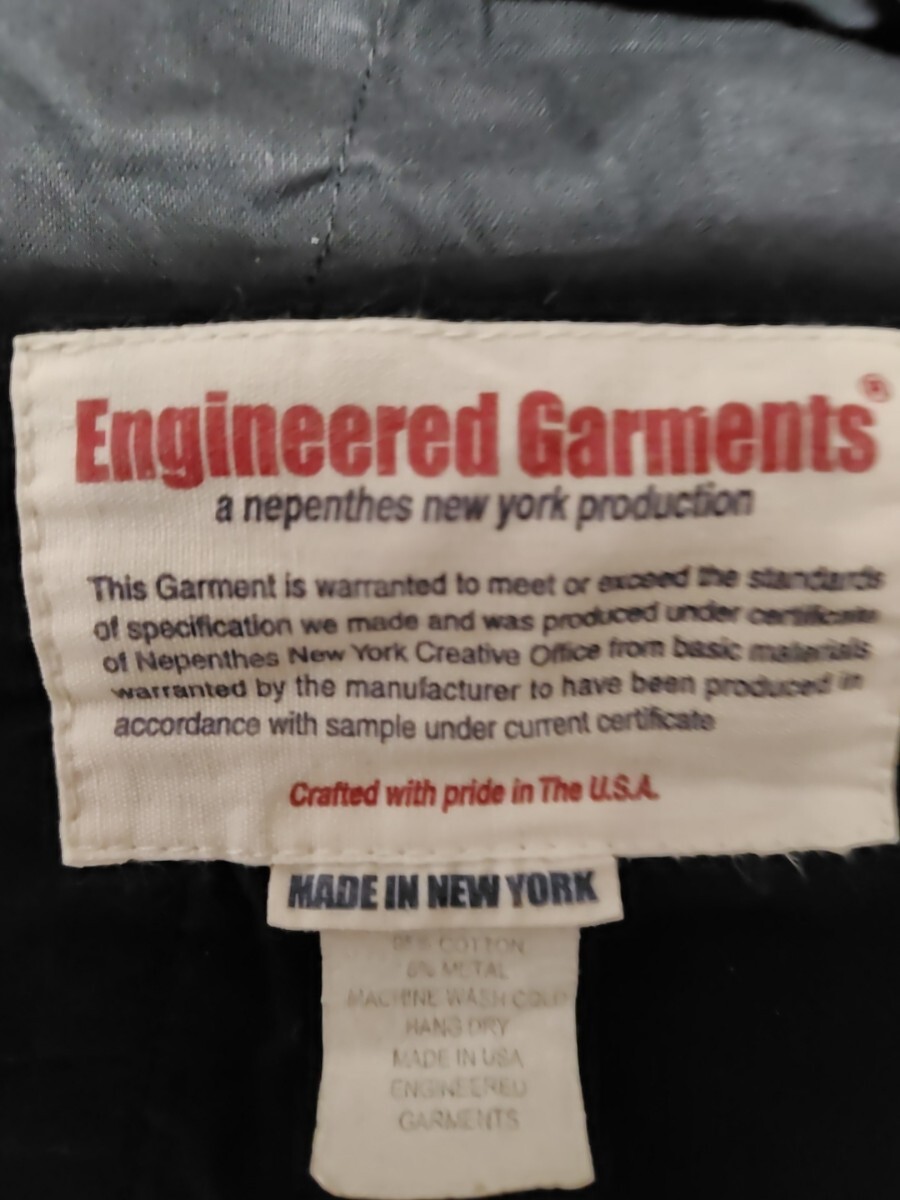 Engineered Garments®
a nepenthes new york production
This Garment is warranted to meet or exceed the standards
of specification we made and was produced under certificate
of Nepenthes New York Creative Office from basic materials
warranted by the manufacturer to have been produced in
accordance with sample under current certificate
Crafted with pride in The U.S.A.
MADE IN NEW YORK
COTTON
6% METAL
MACHINE WASH COLD
HANG DRY
MADE IN USA
ENGINEERED
GARMENTS